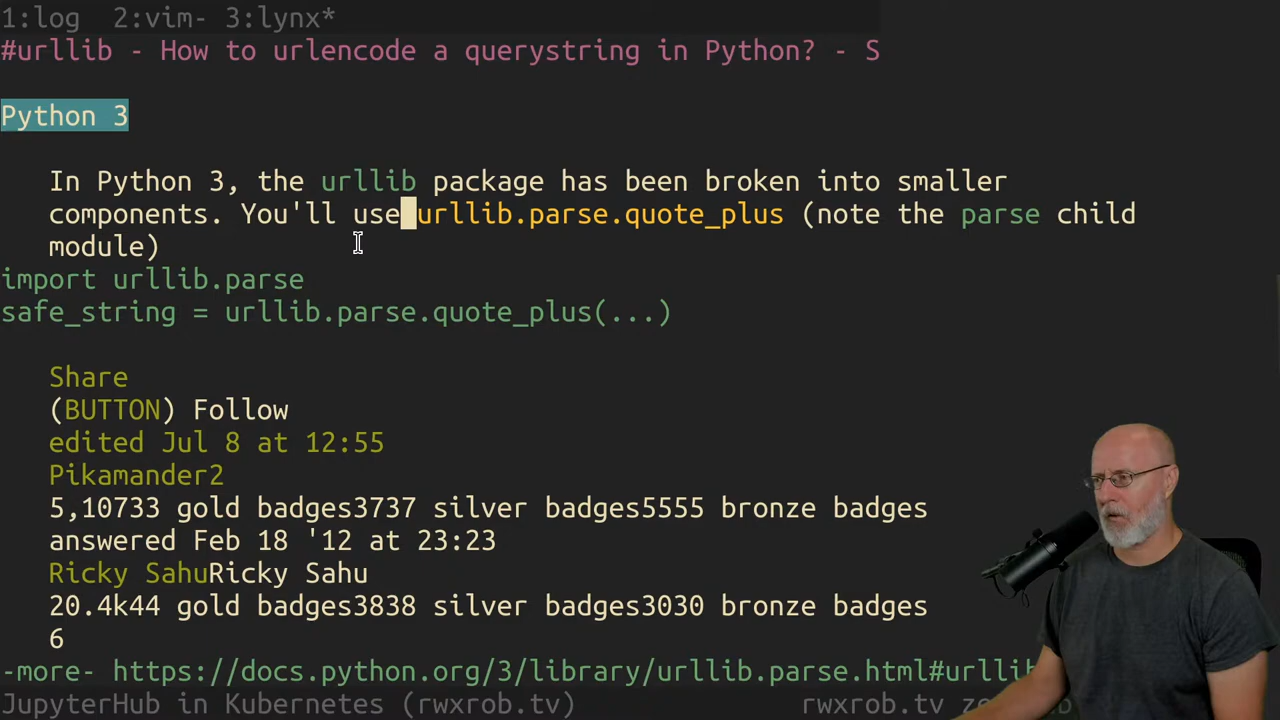 1:log  2:vim- 3:lynx*
#urllib - How to urlencode a querystring in Python? - S
Python 3
In Python 3, the urllib package has been broken into smaller
components. You'll use urllib.parse.quote_plus (note the parse child
module)
import urllib.parse
safe_string = urllib.parse.quote_plus(...)
Share
(BUTTON) Follow
edited Jul 8 at 12:55
Pikamander2
5,10733 gold badges3737 silver badges5555 bronze badges
answered Feb 18 '12 at 23:23
Ricky SahuRicky Sahu
20.4k44 gold badges3838 silver badges3030 bronze badges
6
-more- https://docs.python.org/3/library/urllib.parse.html#urllib
JupyterHub in Kubernetes (rwxrob.tv) rwxrob.tv